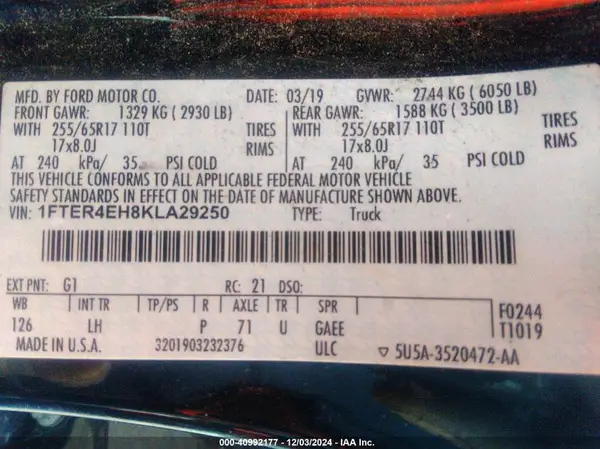 MFD. BY FORD MOTOR CO. DATE: 03/19 GVWR: 2744 KG ( 6050 LB)
FRONT GAWR: 1329 KG ( 2930 LB) REAR GAWR: 1588 KG ( 3500 LB)
WITH 255/65R17 110T TIRES WITH 255/65R17 110T TIRES
17x8.0J RIMS 17x8.0J RIMS
AT 240 kPa/ 35 PSI COLD AT 240 kPa/ 35 PSI COLD
THIS VEHICLE CONFORMS TO ALL APPLICABLE FEDERAL MOTOR VEHICLE
SAFETY STANDARDS IN EFFECT ON THE DATE OF MANUFACTURE SHOWN ABOVE.
VIN: 1FTER4EH8KLA29250 TYPE: Truck
EXT PNT: G1 RC: 21 DSO:
WB INT TR TP/PS R AXLE TR SPR F0244
126 LH P 71 U GAEE T1019
MADE IN U.S.A. 3201903232376 ULC ▽ 5U5A-3520472-AA
000-40992177 - 12/03/2024 - IAA Inc.